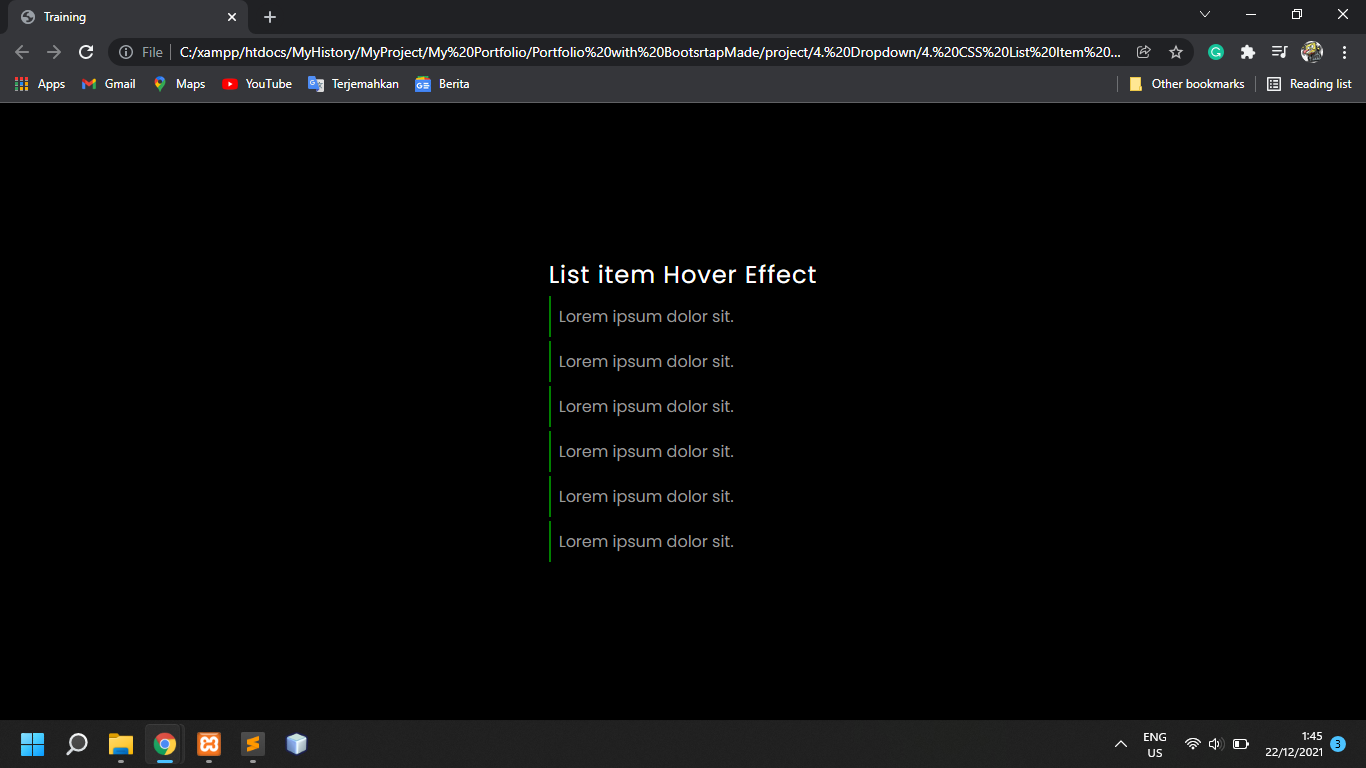 Training
File C:/xampp/htdocs/MyHistory/MyProject/My%20Portfolio/Portfolio%20with%20BootsrtapMade/project/4.%20Dropdown/4.%20CSS%20List%20Item%20...
Apps Gmail Maps YouTube Terjemahkan Berita Other bookmarks Reading list
List item Hover Effect
Lorem ipsum dolor sit.
Lorem ipsum dolor sit.
Lorem ipsum dolor sit.
Lorem ipsum dolor sit.
Lorem ipsum dolor sit.
Lorem ipsum dolor sit.
ENG
US
1:45
22/12/2021
3